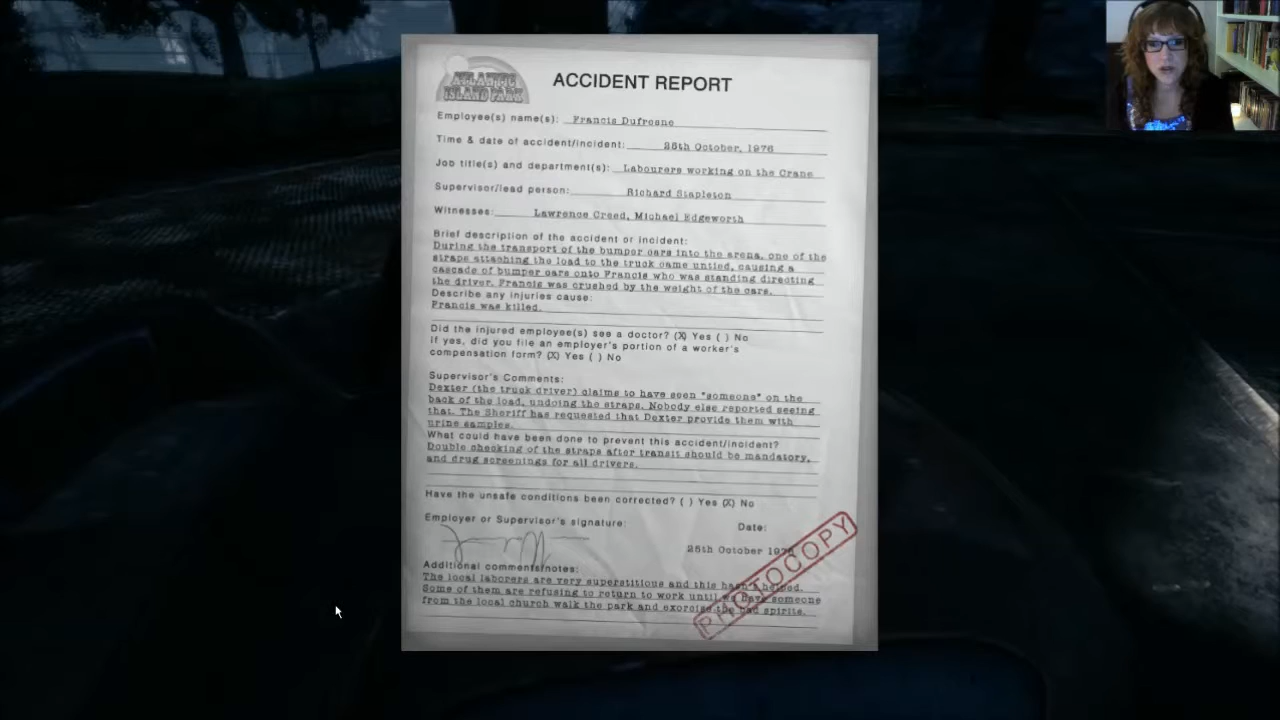 ATLANTIC
ISLAND PARK
ACCIDENT REPORT
Employee(s) name(s): Francis Dufresne
Time & date of accident/incident: 25th October, 1976
Job title(s) and department(s): Labourers working on the Crane
Supervisor/lead person: Richard Stapleton
Witnesses: Lawrence Creed, Michael Edgeworth
Brief description of the accident or incident:
During the transport of the bumper cars into the arena, one of the
straps attaching the load to the truck came untied, causing a
cascade of bumper cars onto Francis who was standing directing
the driver. Francis was crushed by the weight of the cars.
Describe any injuries cause:
Francis was killed.
Did the injured employee(s) see a doctor? (X) Yes ( ) No
If yes, did you file an employer's portion of a worker's
compensation form? (X) Yes ( ) No
Supervisor's Comments:
Dexter (the truck driver) claims to have seen "someone" on the
back of the load, undoing the straps. Nobody else reported seeing
that. The Sheriff has requested that Dexter provide them with
urine samples.
What could have been done to prevent this accident/incident?
Double checking of the straps after transit should be mandatory,
and drug screenings for all drivers.
Have the unsafe conditions been corrected? ( ) Yes (X) No
Employer or Supervisor's signature:
Date:
25th October 1976
Additional comments/notes:
The local laborers are very superstitious and this hasn't helped.
Some of them are refusing to return to work until we have someone
from the local church walk the park and exorcise the bad spirits.
PHOTOCOPY